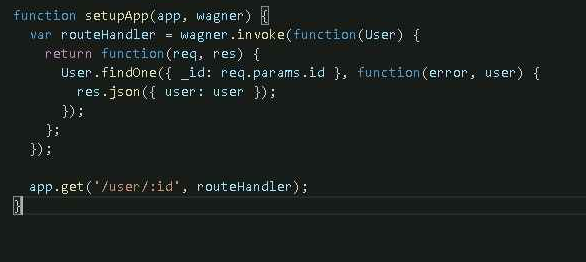 function setupApp(app, wagner) {
  var routeHandler = wagner.invoke(function(User) {
    return function(req, res) {
      User.findOne({ _id: req.params.id }, function(error, user) {
        res.json({ user: user });
      });
    };
  });
  app.get('/user/:id', routeHandler);
}